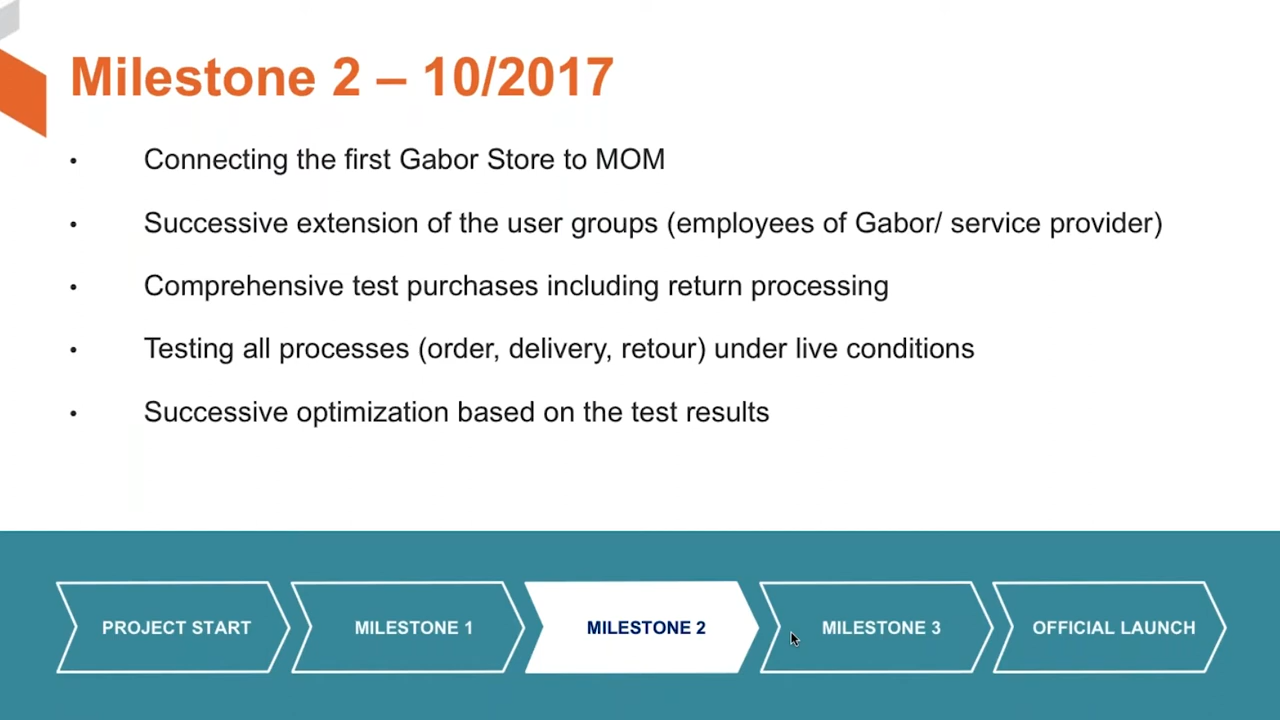 Milestone 2 – 10/2017
• Connecting the first Gabor Store to MOM
• Successive extension of the user groups (employees of Gabor/ service provider)
• Comprehensive test purchases including return processing
• Testing all processes (order, delivery, retour) under live conditions
• Successive optimization based on the test results
PROJECT START
MILESTONE 1
MILESTONE 2
MILESTONE 3
OFFICIAL LAUNCH